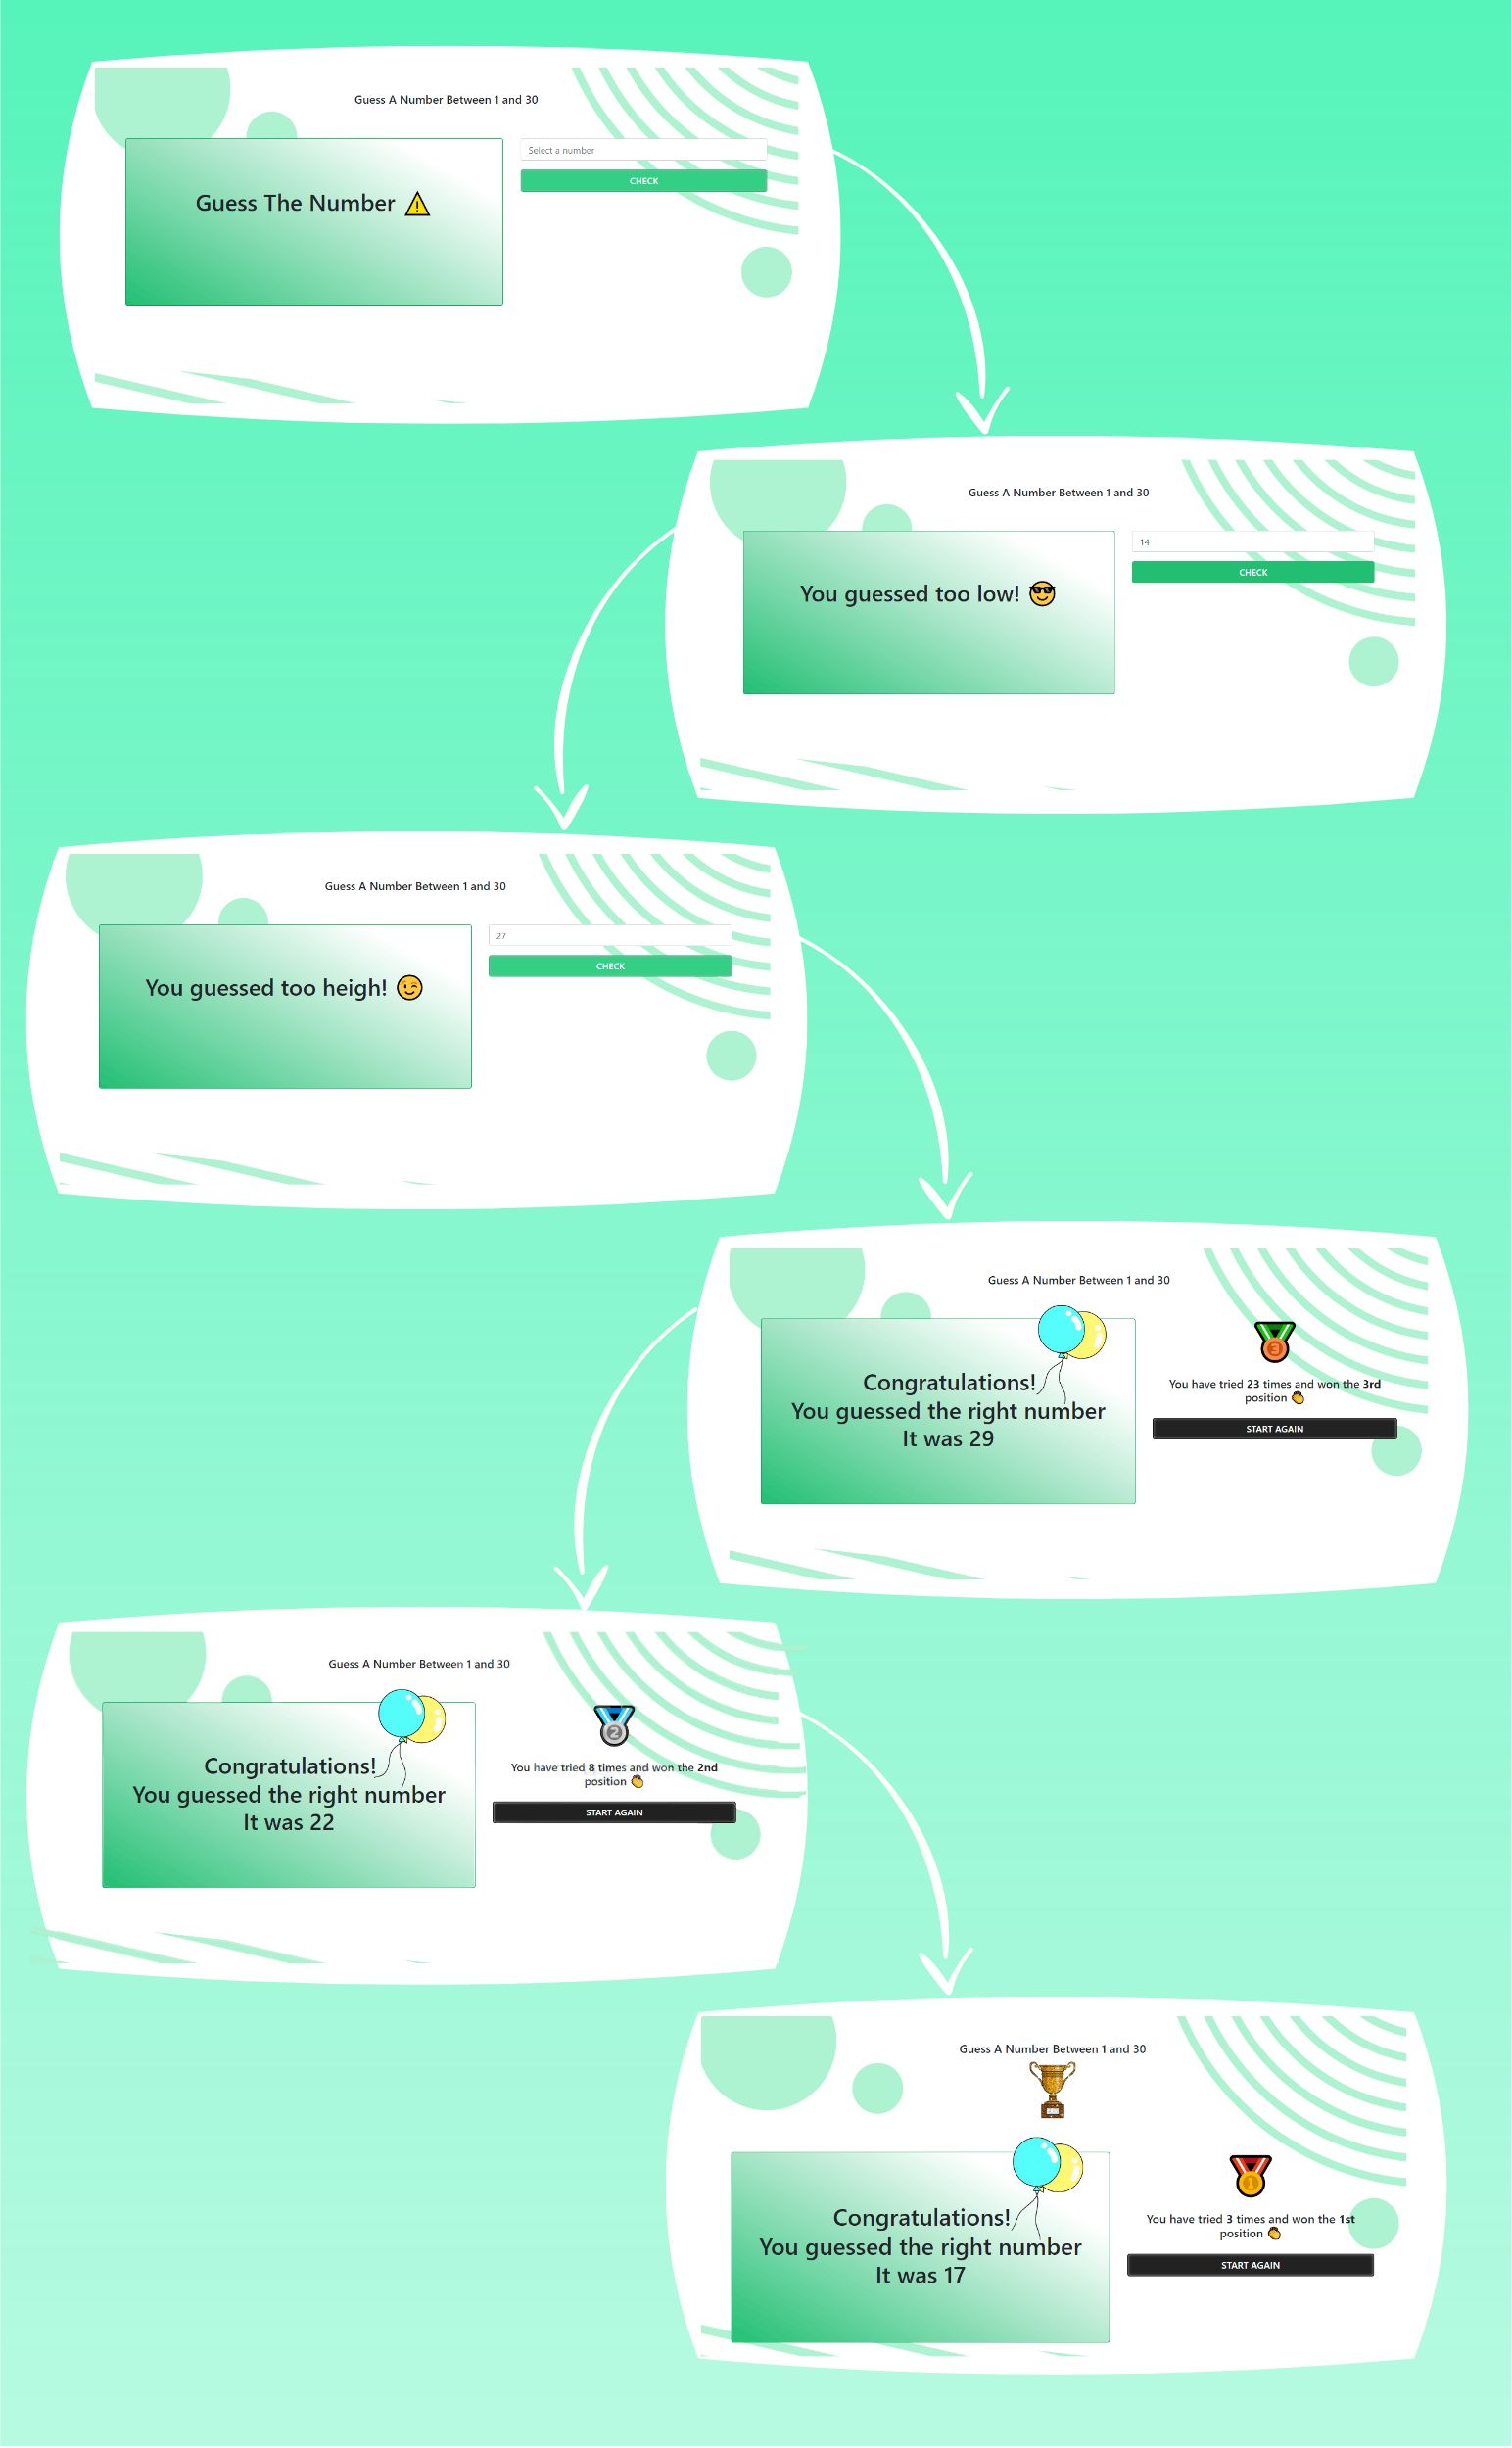 Guess A Number Between 1 and 30
Guess The Number
Select a number
CHECK
Guess A Number Between 1 and 30
You guessed too low! 😎
14
CHECK
Guess A Number Between 1 and 30
You guessed too heigh! 😉
27
CHECK
Guess A Number Between 1 and 30
Congratulations!
You guessed the right number
It was 29
3
You have tried 23 times and won the 3rd
position 👏
START AGAIN
Guess A Number Between 1 and 30
Congratulations!
You guessed the right number
It was 22
2
You have tried 8 times and won the 2nd
position 👏
START AGAIN
Guess A Number Between 1 and 30
Congratulations!
You guessed the right number
It was 17
1
You have tried 3 times and won the 1st
position 👏
START AGAIN